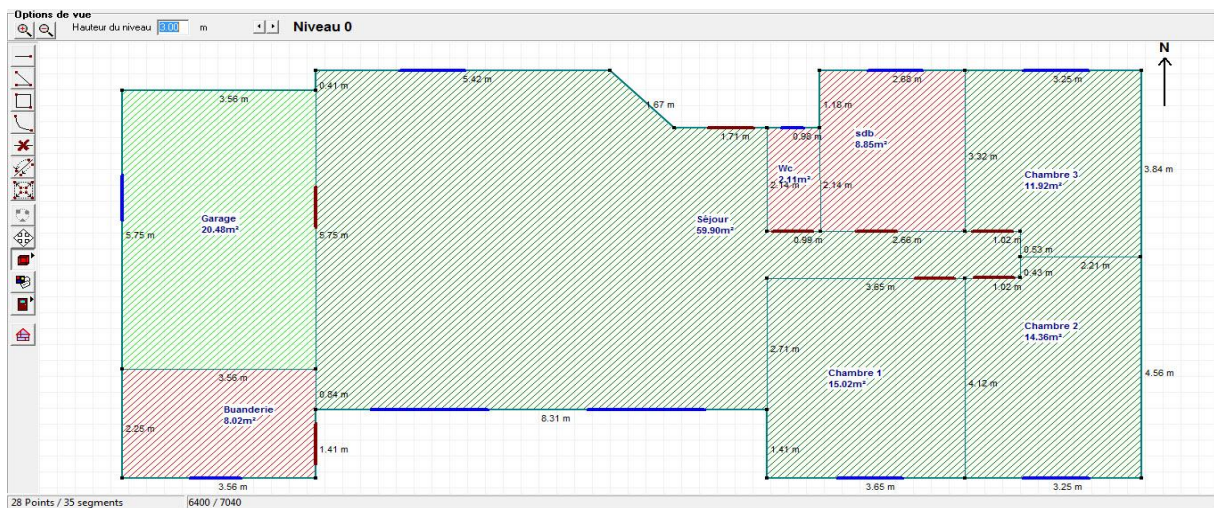 Options de vue
Hauteur du niveau 3.00 m Niveau 0
N
5.42 m
2.68 m
3.25 m
0.41 m
3.56 m
1.67 m
1.18 m
1.71 m
0.98 m
sdb
8.85m²
3.32 m
Wc
2.11m²
2.14 m
2.14 m
Chambre 3
11.92m²
3.84 m
Garage
20.48m²
Séjour
59.90m²
5.75 m
5.75 m
0.99 m
2.66 m
1.02 m
0.53 m
2.21 m
0.43 m
3.65 m
1.02 m
Chambre 2
14.36m²
2.71 m
Chambre 1
15.02m²
4.12 m
4.56 m
3.56 m
0.84 m
Buanderie
8.02m²
8.31 m
2.25 m
1.41 m
1.41 m
3.56 m
3.65 m
3.25 m
28 Points / 35 segments
6400 / 7040